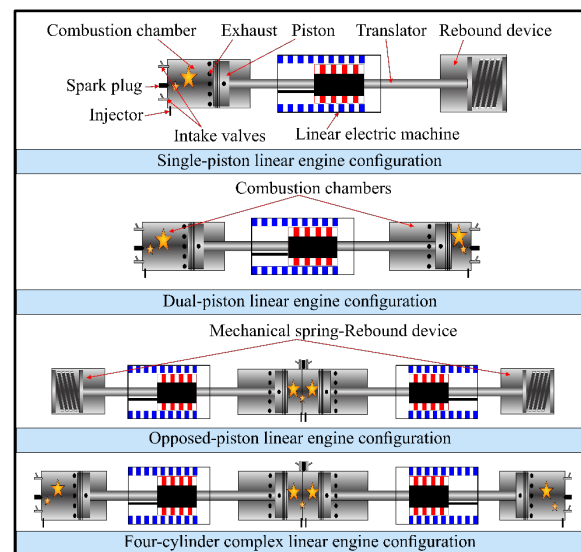 Combustion chamber Exhaust Piston Translator Rebound device
Spark plug
Injector
Intake valves Linear electric machine
Single-piston linear engine configuration
Combustion chambers
Dual-piston linear engine configuration
Mechanical spring-Rebound device
Opposed-piston linear engine configuration
Four-cylinder complex linear engine configuration